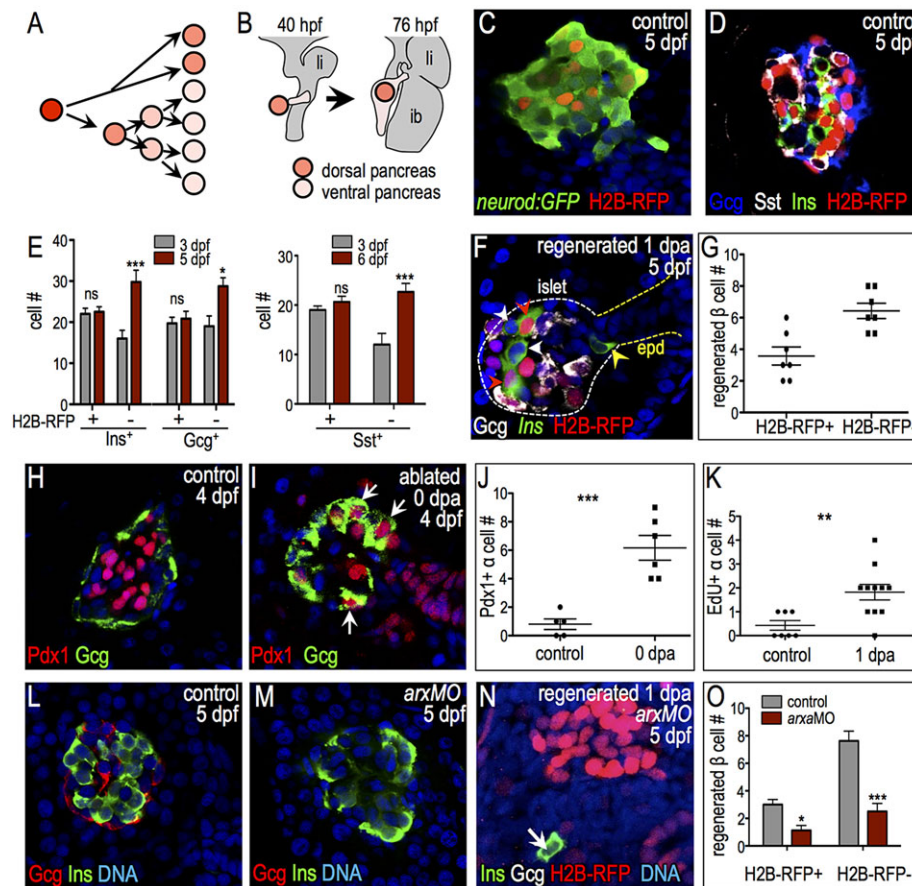 A
B
40 hpf
76 hpf
li
li
ib
dorsal pancreas
ventral pancreas
C
control
5 dpf
neurod:GFP H2B-RFP
D
control
5 dpf
Gcg Sst Ins H2B-RFP
E
3 dpf
5 dpf
cell #
30
20
10
0
ns
***
ns
*
H2B-RFP
+
-
+
-
Ins+
Gcg+
3 dpf
6 dpf
cell #
30
20
10
0
ns
***
+
-
Sst+
F
regenerated 1 dpa
5 dpf
islet
epd
Gcg Ins H2B-RFP
G
regenerated β cell #
10
8
6
4
2
0
H2B-RFP+
H2B-RFP-
H
control
4 dpf
Pdx1 Gcg
I
ablated
0 dpa
4 dpf
Pdx1 Gcg
J
Pdx1+ α cell #
10
8
6
4
2
0
***
control
0 dpa
K
EdU+ α cell #
5
4
3
2
1
0
**
control
1 dpa
L
control
5 dpf
Gcg Ins DNA
M
arxMO
5 dpf
Gcg Ins DNA
N
regenerated 1 dpa
arxMO
5 dpf
Ins Gcg H2B-RFP DNA
O
control
arxaMO
regenerated β cell #
10
8
6
4
2
0
*
***
H2B-RFP+
H2B-RFP-